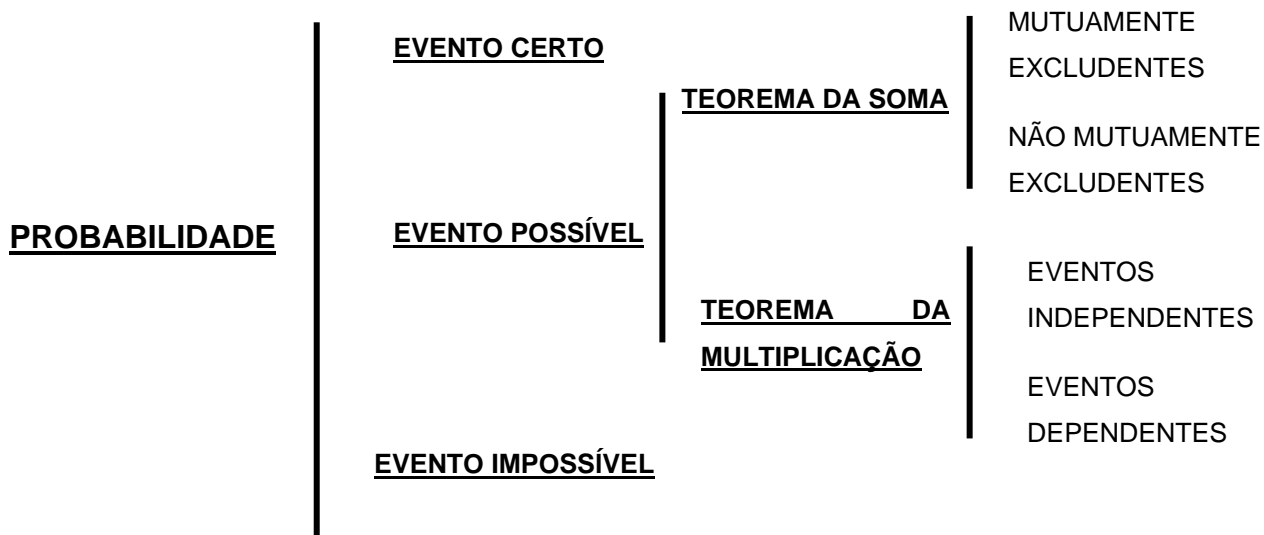 PROBABILIDADE
EVENTO CERTO
EVENTO POSSÍVEL
TEOREMA DA SOMA
MUTUAMENTE
EXCLUDENTES
NÃO MUTUAMENTE
EXCLUDENTES
TEOREMA DA
MULTIPLICAÇÃO
EVENTOS
INDEPENDENTES
EVENTOS
DEPENDENTES
EVENTO IMPOSSÍVEL